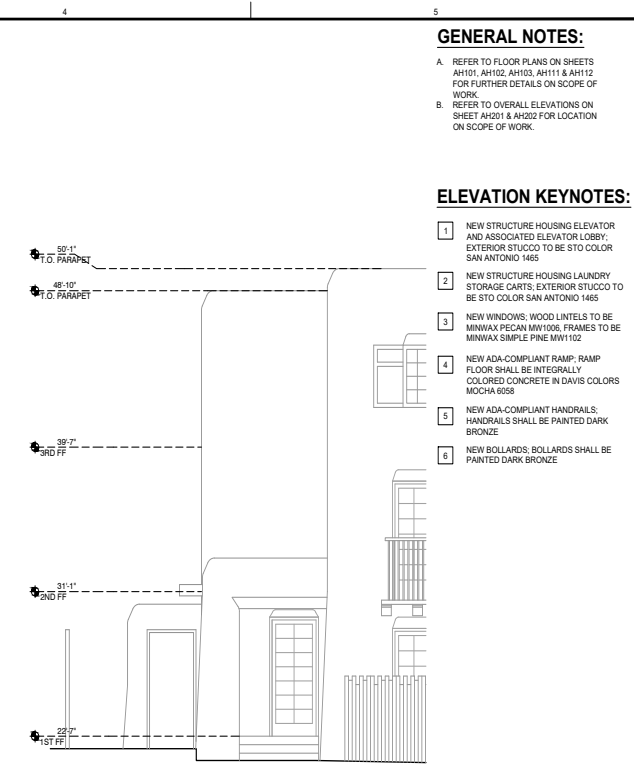 4
5
GENERAL NOTES:
A. REFER TO FLOOR PLANS ON SHEETS
AH101, AH102, AH103, AH111 & AH112
FOR FURTHER DETAILS ON SCOPE OF
WORK.
B. REFER TO OVERALL ELEVATIONS ON
SHEET AH201 & AH202 FOR LOCATION
ON SCOPE OF WORK.
ELEVATION KEYNOTES:
1 NEW STRUCTURE HOUSING ELEVATOR
AND ASSOCIATED ELEVATOR LOBBY;
EXTERIOR STUCCO TO BE STO COLOR
SAN ANTONIO 1465
2 NEW STRUCTURE HOUSING LAUNDRY
STORAGE CARTS; EXTERIOR STUCCO TO
BE STO COLOR SAN ANTONIO 1465
3 NEW WINDOWS; WOOD LINTELS TO BE
MINWAX PECAN MW1006, FRAMES TO BE
MINWAX SIMPLE PINE MW1102
4 NEW ADA-COMPLIANT RAMP; RAMP
FLOOR SHALL BE INTEGRALLY
COLORED CONCRETE IN DAVIS COLORS
MOCHA 6058
5 NEW ADA-COMPLIANT HANDRAILS;
HANDRAILS SHALL BE PAINTED DARK
BRONZE
6 NEW BOLLARDS; BOLLARDS SHALL BE
PAINTED DARK BRONZE
50'-1"
T.O. PARAPET
48'-10"
T.O. PARAPET
39'-7"
3RD FF
31'-1"
2ND FF
22'-7"
1ST FF